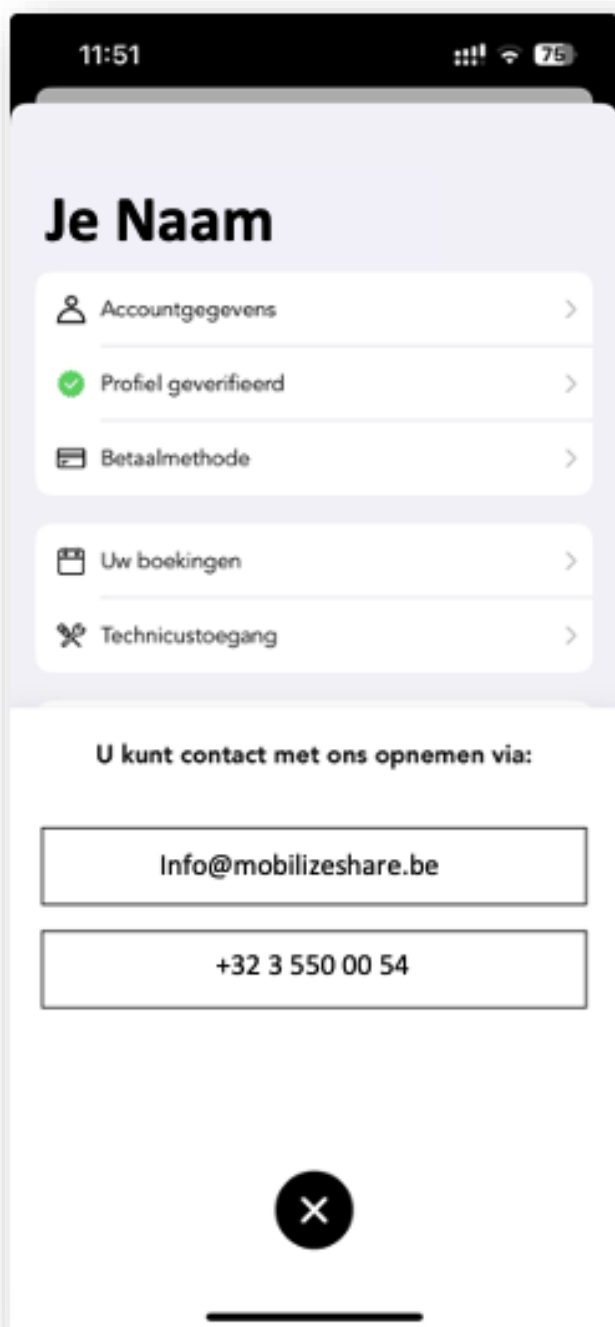 11:51
75
Je Naam
Accountgegevens
Profiel geverifieerd
Betaalmethode
Uw boekingen
Technicustoegang
U kunt contact met ons opnemen via:
Info@mobilizeshare.be
+32 3 550 00 54